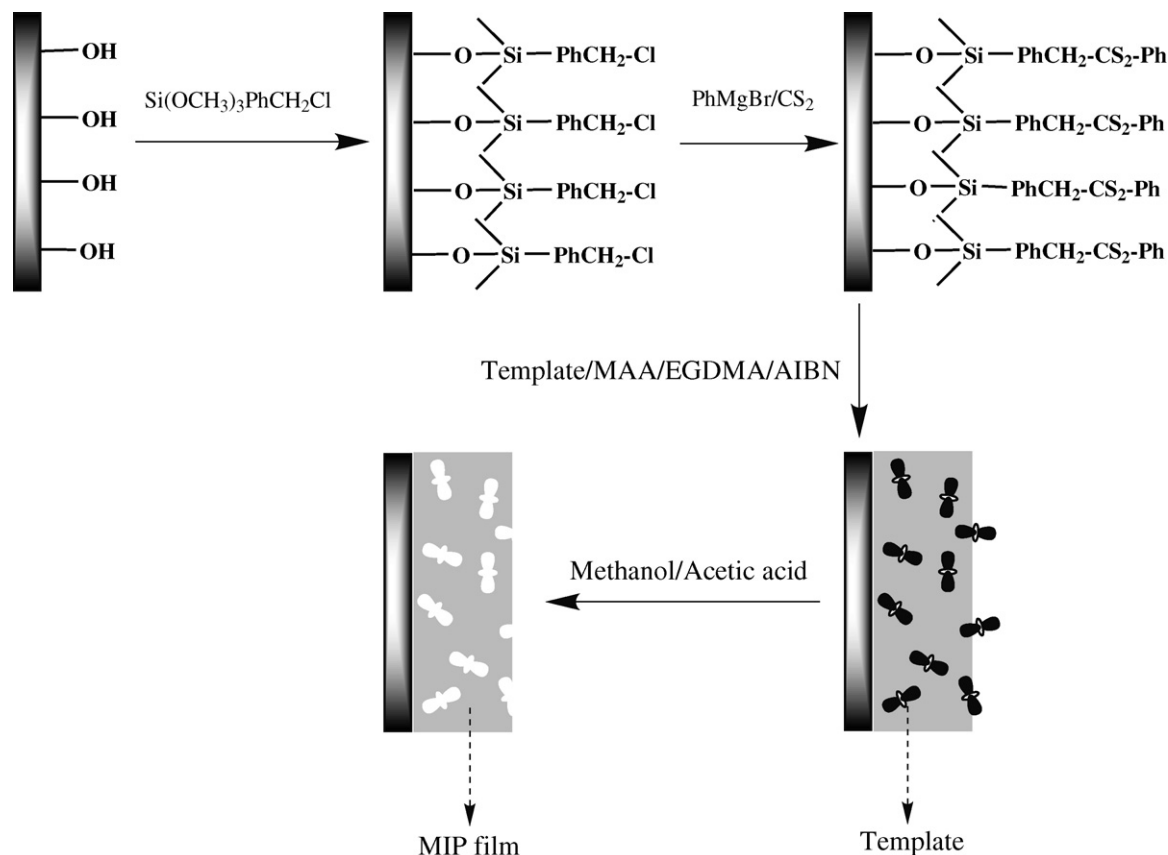 OH
OH
OH
OH
Si(OCH₃)₃PhCH₂Cl
O Si PhCH₂-Cl
O Si PhCH₂-Cl
O Si PhCH₂-Cl
O Si PhCH₂-Cl
PhMgBr/CS₂
O Si PhCH₂-CS₂-Ph
O Si PhCH₂-CS₂-Ph
O Si PhCH₂-CS₂-Ph
O Si PhCH₂-CS₂-Ph
Template/MAA/EGDMA/AIBN
Methanol/Acetic acid
MIP film
Template